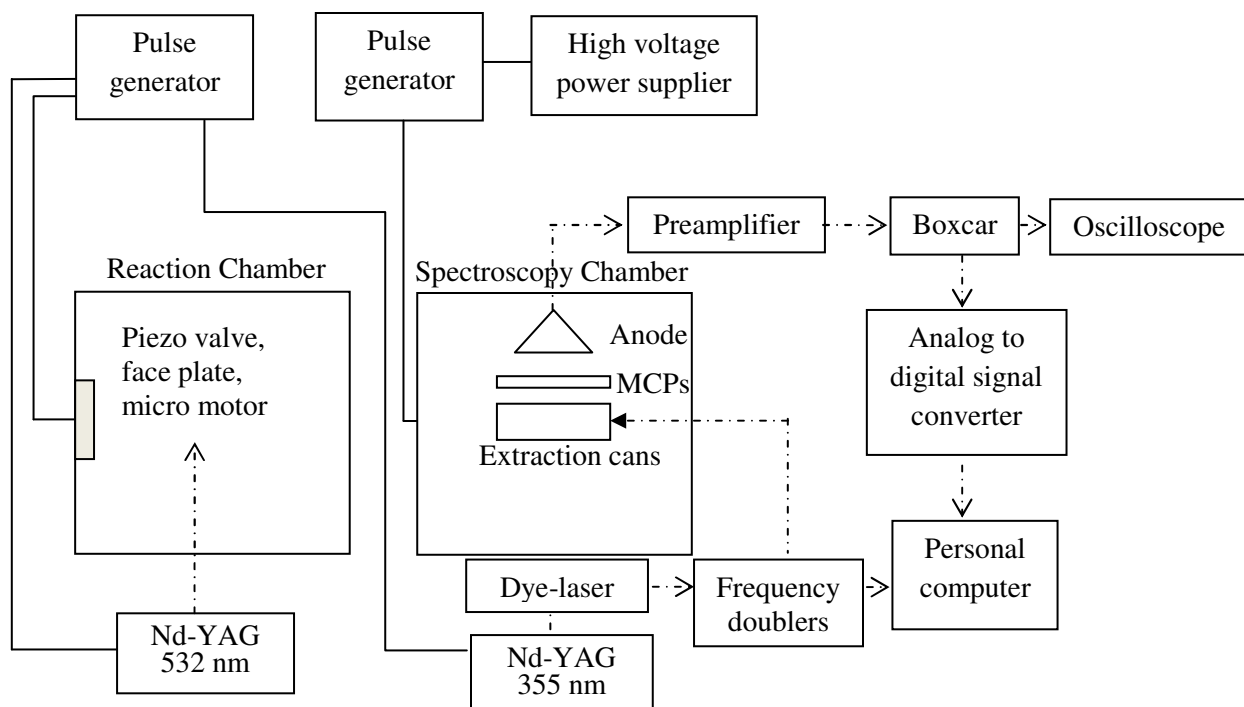 Pulse
generator
Pulse
generator
High voltage
power supplier
Preamplifier
Boxcar
Oscilloscope
Reaction Chamber
Spectroscopy Chamber
Piezo valve,
face plate,
micro motor
Anode
MCPs
Extraction cans
Analog to
digital signal
converter
Dye-laser
Frequency
doublers
Personal
computer
Nd-YAG
532 nm
Nd-YAG
355 nm